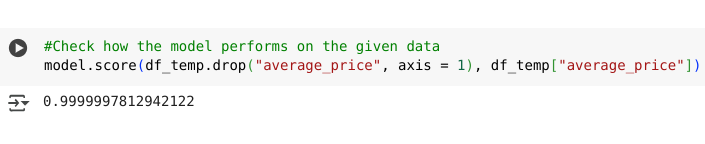 #Check how the model performs on the given data
model.score(df_temp.drop("average_price", axis = 1), df_temp["average_price"])
0.9999997812942122